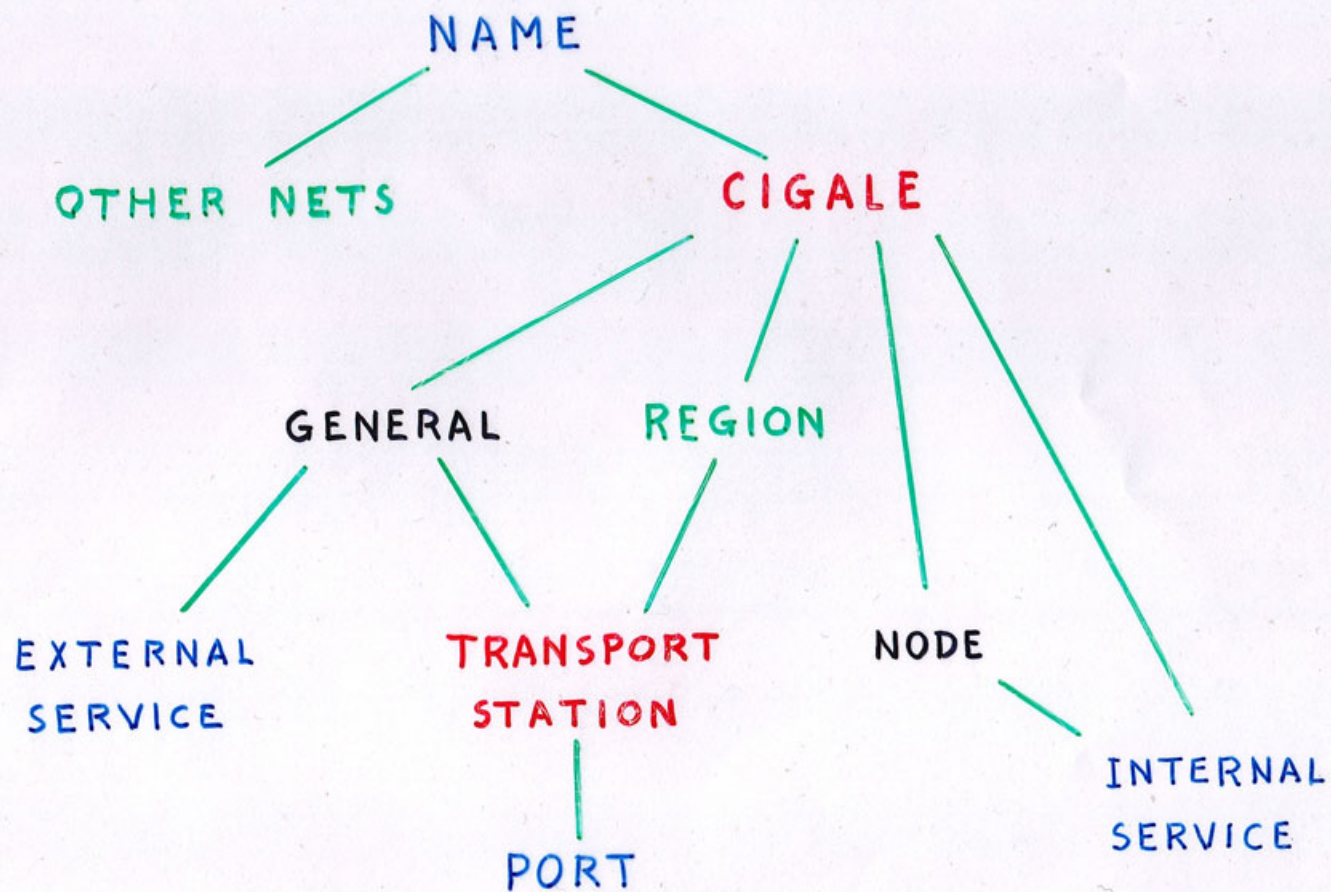 NAME
OTHER NETS
CIGALE
GENERAL
REGION
EXTERNAL
SERVICE
TRANSPORT
STATION
NODE
INTERNAL
SERVICE
PORT